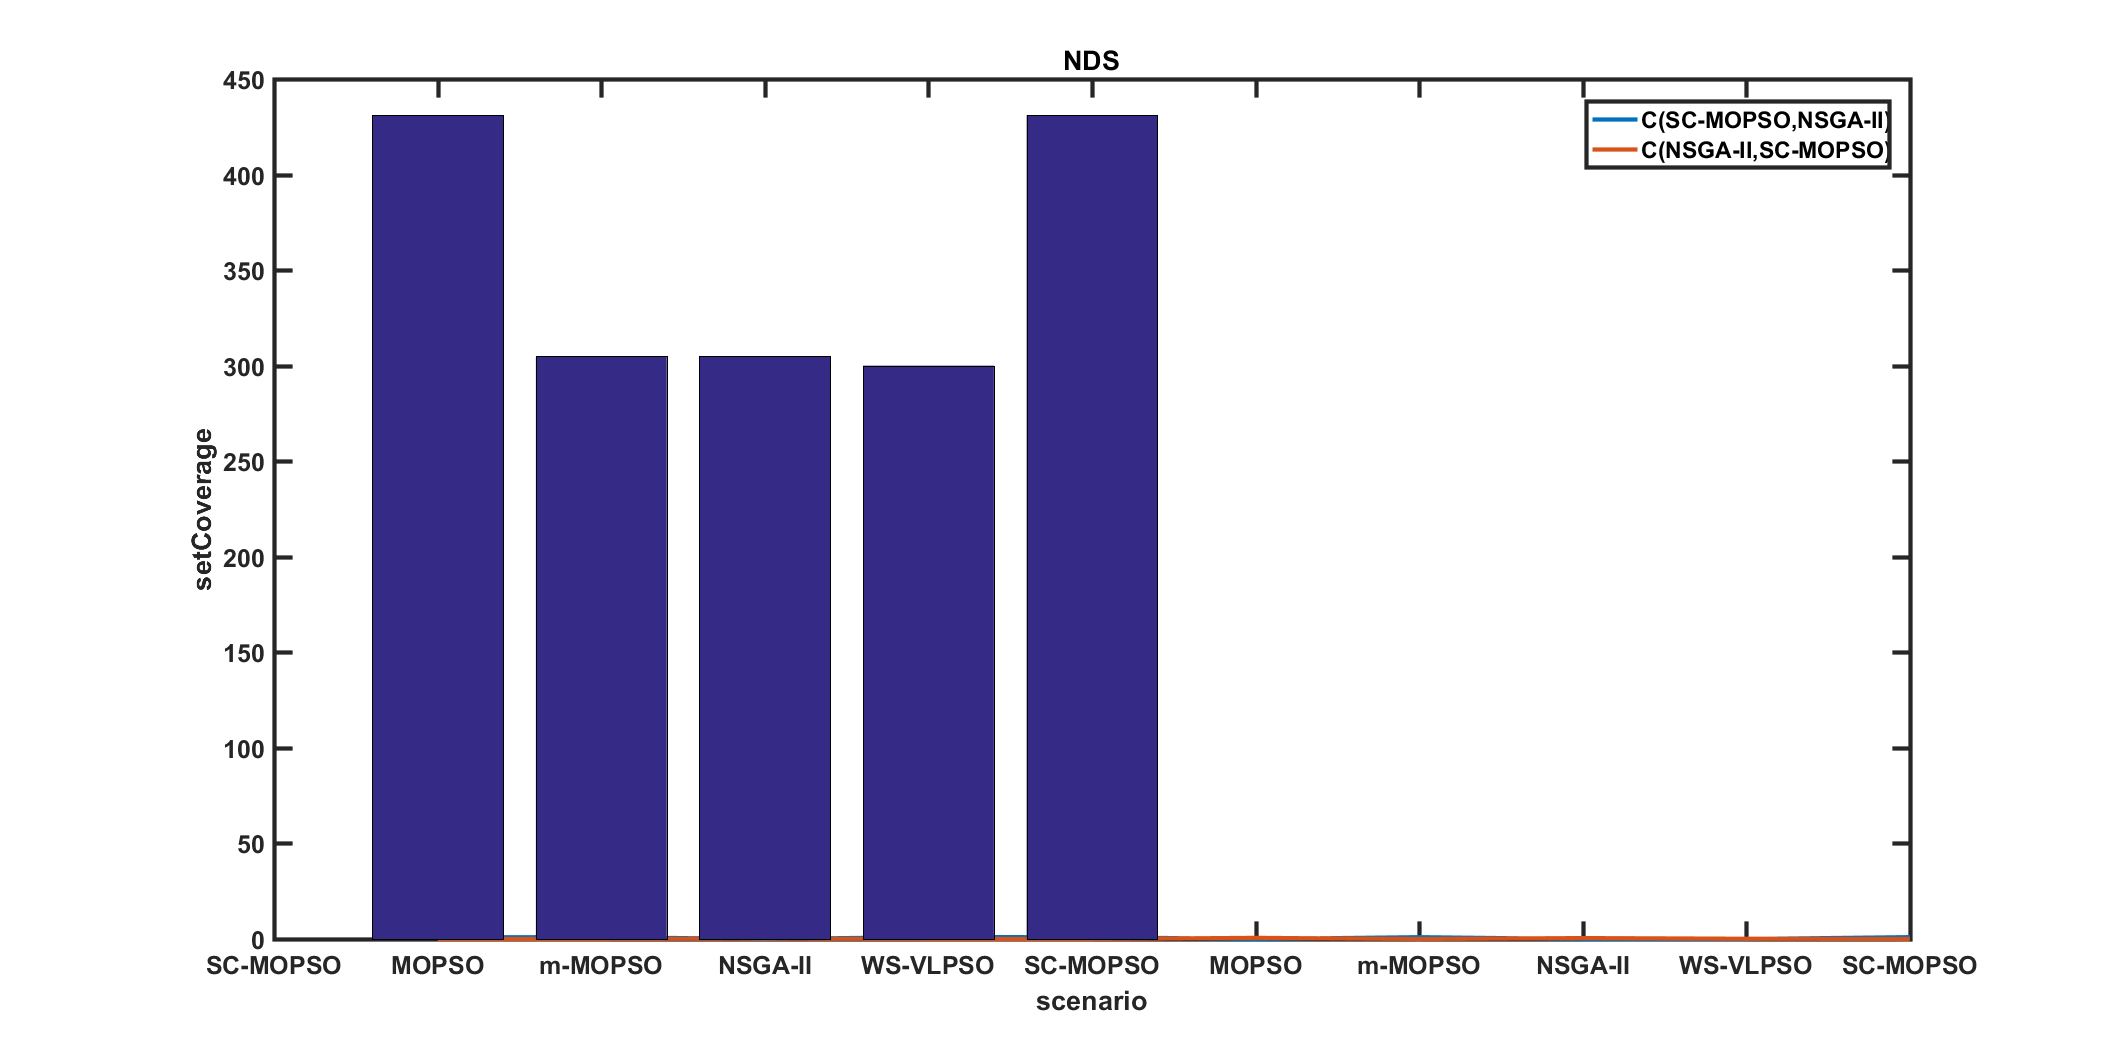 NDS
C(SC-MOPSO,NSGA-II)
C(NSGA-II,SC-MOPSO)
450
400
350
300
250
200
150
100
50
0
setCoverage
SC-MOPSO MOPSO m-MOPSO NSGA-II WS-VLPSO SC-MOPSO MOPSO m-MOPSO NSGA-II WS-VLPSO SC-MOPSO
scenario